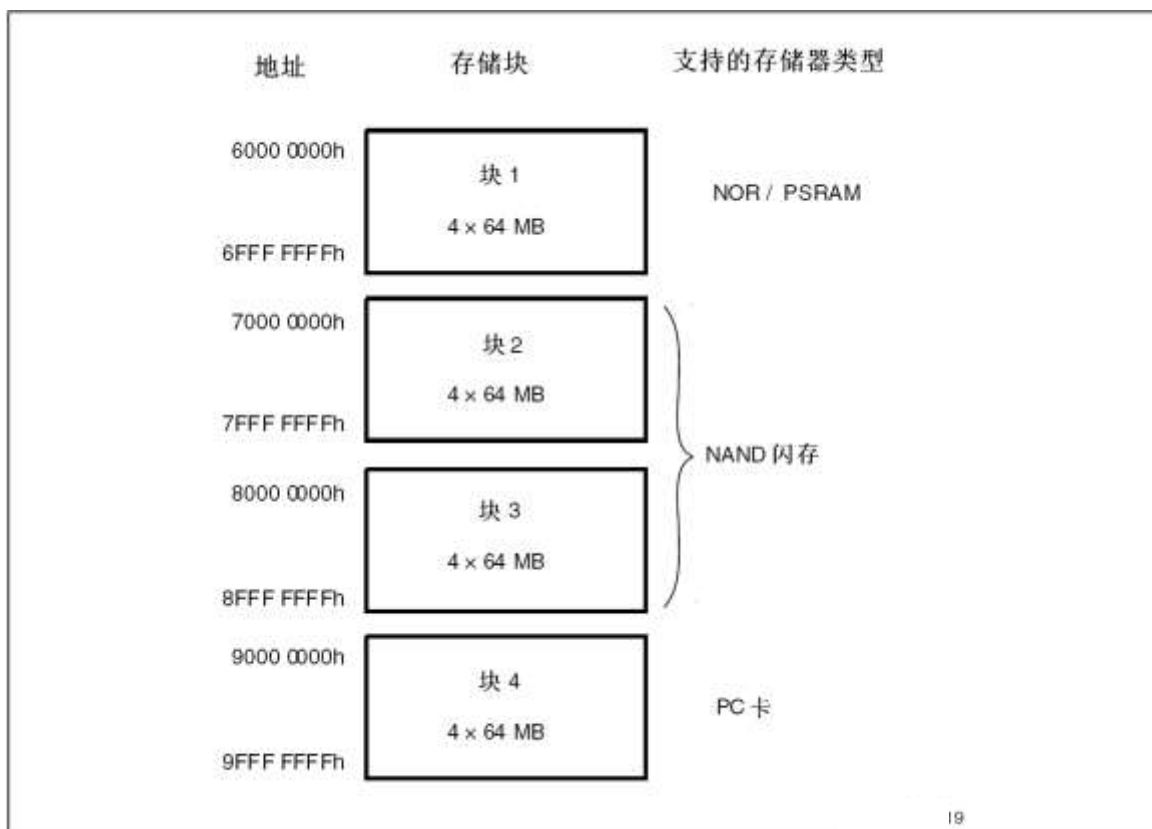 地址 存储块 支持的存储器类型
6000 0000h
块 1
NOR / PSRAM
4 × 64 MB
6FFF FFFFh
7000 0000h
块 2
4 × 64 MB
7FFF FFFFh
NAND 闪存
8000 0000h
块 3
4 × 64 MB
8FFF FFFFh
9000 0000h
块 4
PC 卡
4 × 64 MB
9FFF FFFFh
19